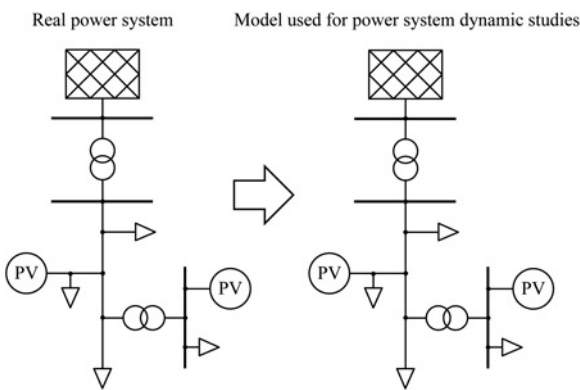 Real power system
Model used for power system dynamic studies
PV
PV
PV
PV